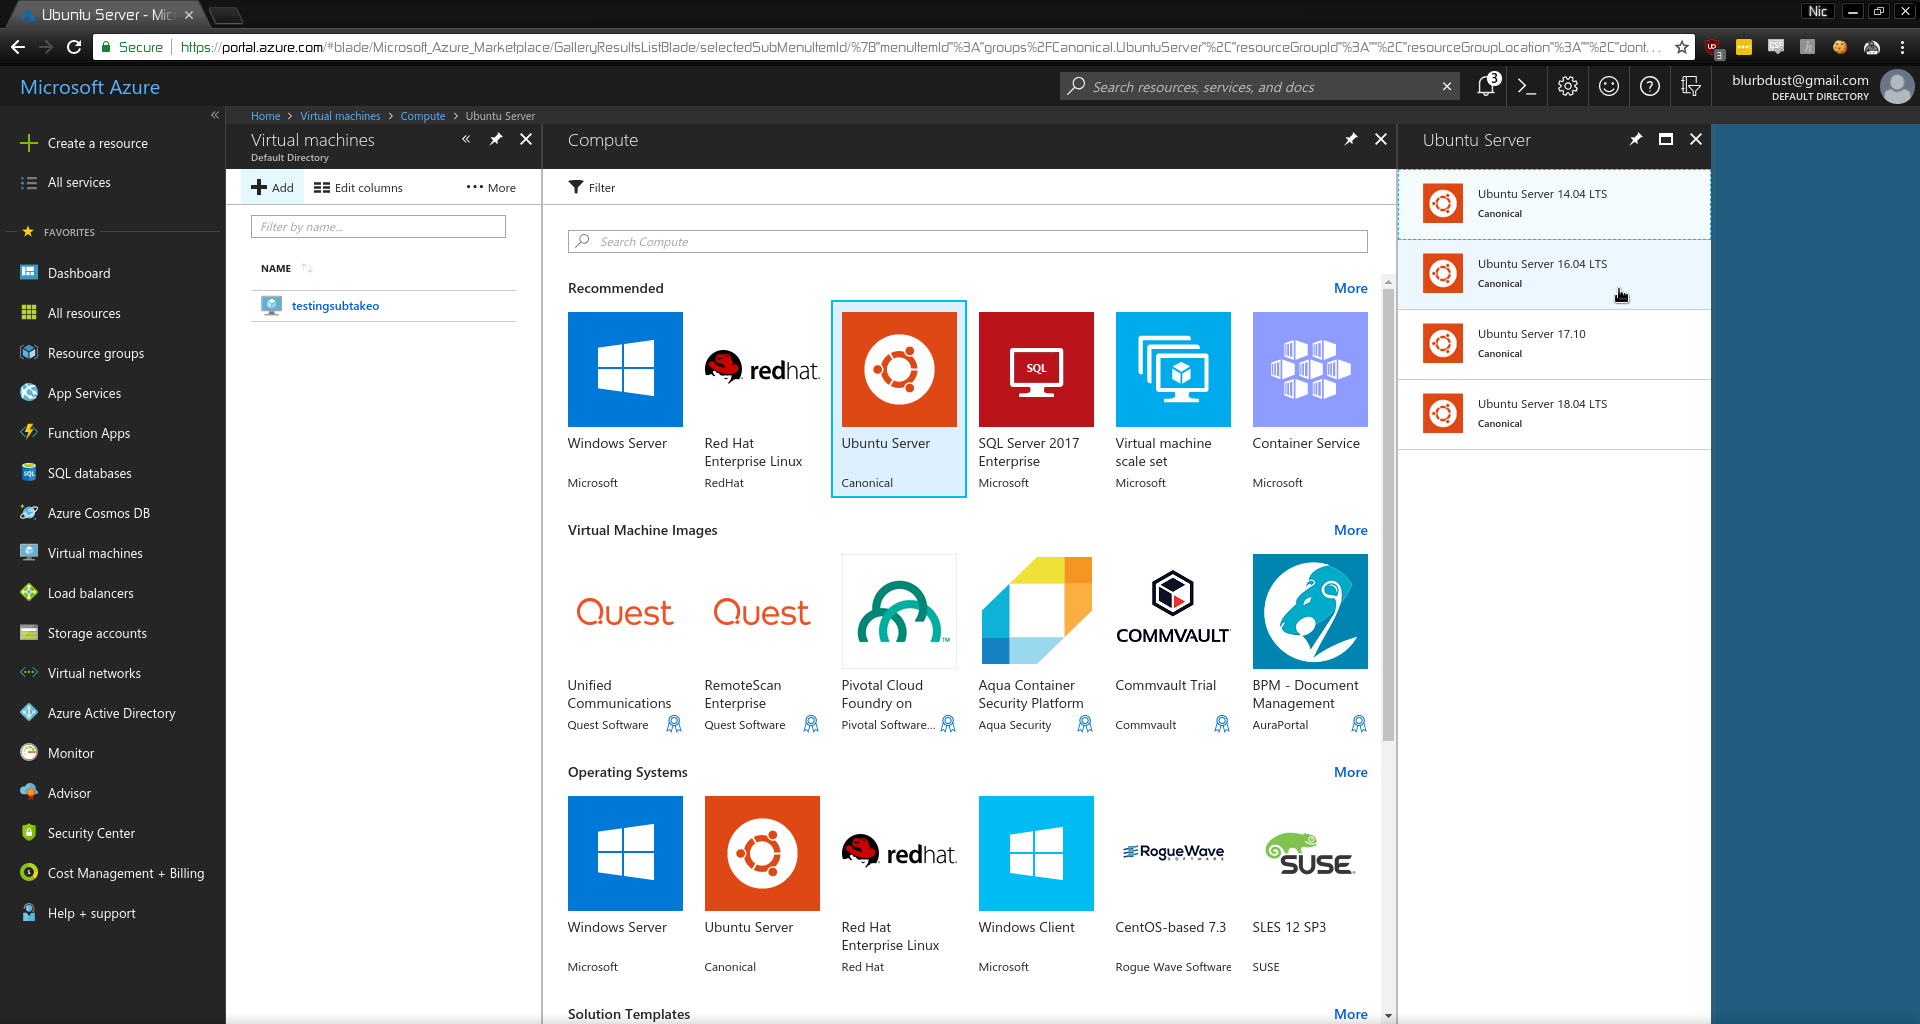 Ubuntu Server - Mic
Nic
Secure
https://portal.azure.com/#blade/Microsoft_Azure_Marketplace/GalleryResultsListBlade/selectedSubMenuItemId/%7B"menuItemId"%3A"groups%2FCanonical.UbuntuServer"%2C"resourceGroupId"%3A""%2C"resourceGroupLocation"%3A""%2C"dont...
3
Microsoft Azure
Search resources, services, and docs
3
blurbdust@gmail.com
DEFAULT DIRECTORY
Create a resource
All services
FAVORITES
Dashboard
All resources
Resource groups
App Services
Function Apps
SQL databases
Azure Cosmos DB
Virtual machines
Load balancers
Storage accounts
Virtual networks
Azure Active Directory
Monitor
Advisor
Security Center
Cost Management + Billing
Help + support
Home > Virtual machines > Compute > Ubuntu Server
Virtual machines
Default Directory
Add
Edit columns
More
Filter by name...
NAME
testingsubtakeo
Compute
Filter
Search Compute
Recommended
More
redhat.
SQL
Windows Server
Microsoft
Red Hat
Enterprise Linux
RedHat
Ubuntu Server
Canonical
SQL Server 2017
Enterprise
Microsoft
Virtual machine
scale set
Microsoft
Container Service
Microsoft
Virtual Machine Images
More
Quest
Quest
COMMVAULT
Unified
Communications
Quest Software
RemoteScan
Enterprise
Quest Software
Pivotal Cloud
Foundry on
Pivotal Software...
Aqua Container
Security Platform
Aqua Security
Commvault Trial
Commvault
BPM - Document
Management
AuraPortal
Operating Systems
More
redhat.
RogueWave
SOFTWARE
SUSE
Windows Server
Microsoft
Ubuntu Server
Canonical
Red Hat
Enterprise Linux
Red Hat
Windows Client
Microsoft
CentOS-based 7.3
Rogue Wave Software
SLES 12 SP3
SUSE
Solution Templates
More
Ubuntu Server
Ubuntu Server 14.04 LTS
Canonical
Ubuntu Server 16.04 LTS
Canonical
Ubuntu Server 17.10
Canonical
Ubuntu Server 18.04 LTS
Canonical